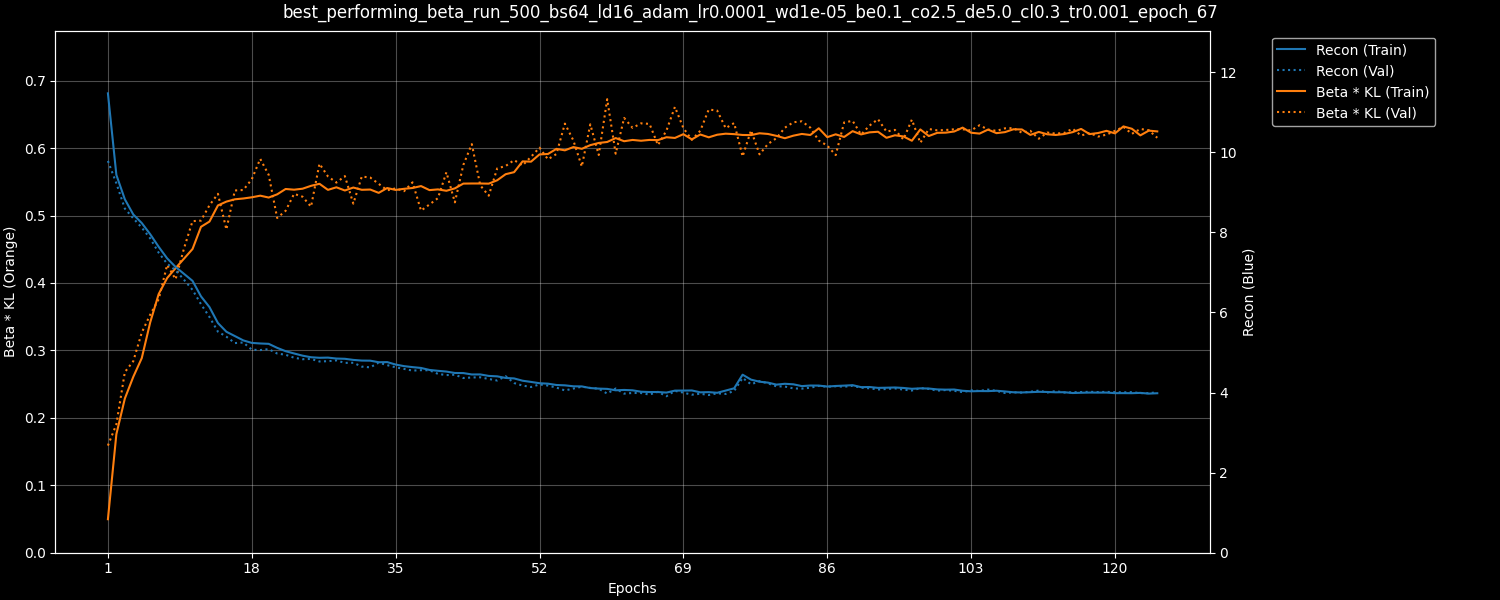 best_performing_beta_run_500_bs64_ld16_adam_lr0.0001_wd1e-05_be0.1_co2.5_de5.0_cl0.3_tr0.001_epoch_67
Recon (Train)
Recon (Val)
Beta * KL (Train)
Beta * KL (Val)
Beta * KL (Orange)
0.7
0.6
0.5
0.4
0.3
0.2
0.1
0.0
12
10
8
6
4
2
0
Recon (Blue)
1 18 35 52 69 86 103 120
Epochs